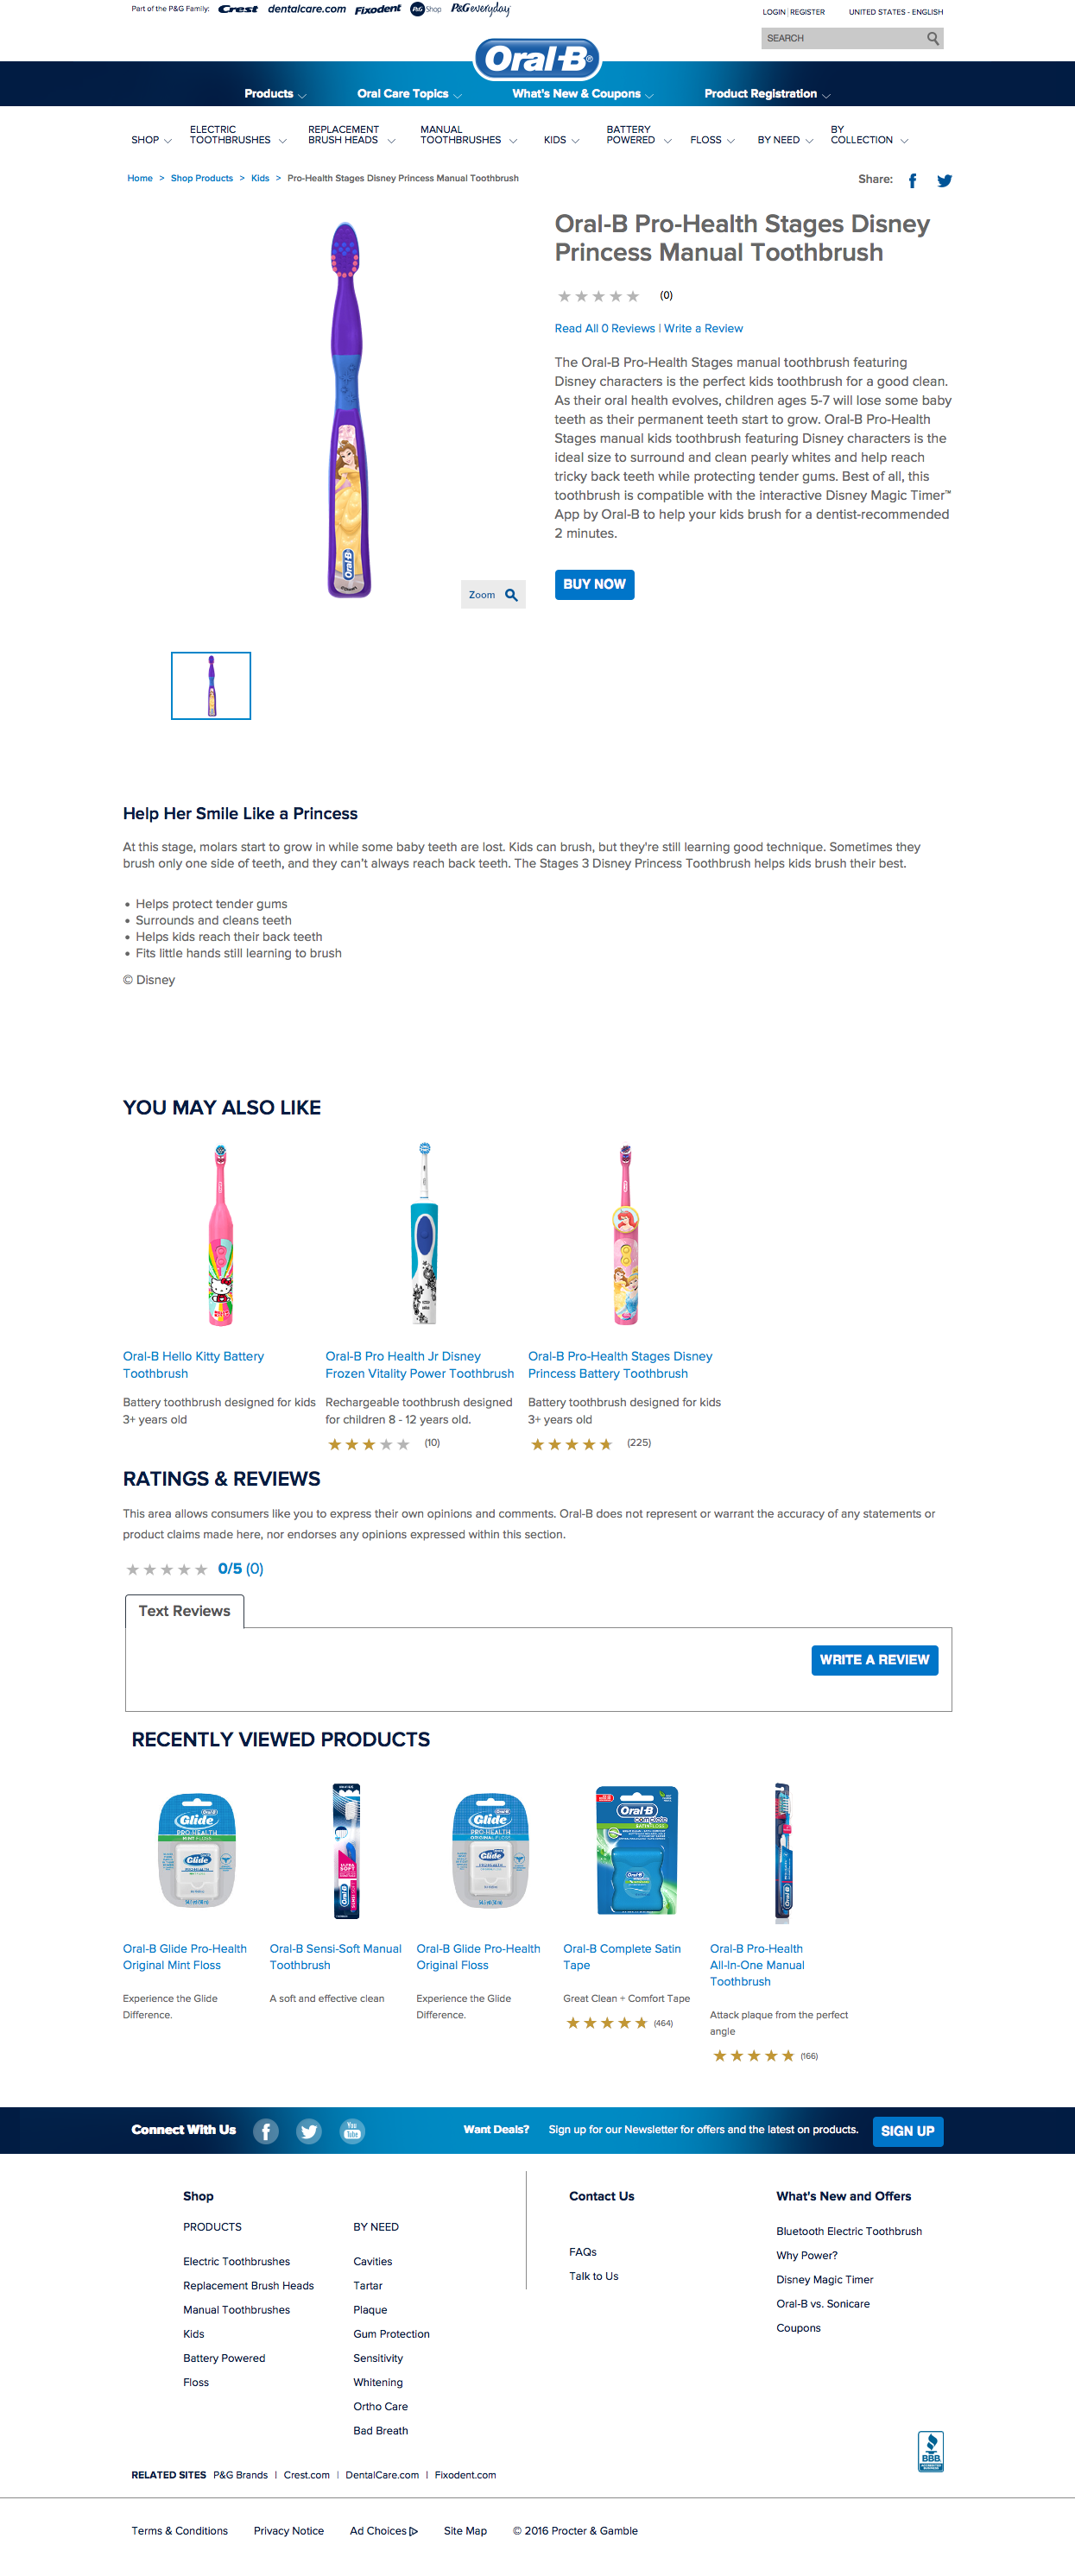 Part of the P&G Family: Crest dentalcare.com Fixodent P&G Shop P&G everyday
LOGIN | REGISTER UNITED STATES - ENGLISH
SEARCH
Oral-B
Products Oral Care Topics What's New & Coupons Product Registration
SHOP ELECTRIC TOOTHBRUSHES REPLACEMENT BRUSH HEADS MANUAL TOOTHBRUSHES KIDS BATTERY POWERED FLOSS BY NEED BY COLLECTION
Home > Shop Products > Kids > Pro-Health Stages Disney Princess Manual Toothbrush
Share:
Oral-B Pro-Health Stages Disney
Princess Manual Toothbrush
(0)
Read All 0 Reviews | Write a Review
The Oral-B Pro-Health Stages manual toothbrush featuring
Disney characters is the perfect kids toothbrush for a good clean.
As their oral health evolves, children ages 5-7 will lose some baby
teeth as their permanent teeth start to grow. Oral-B Pro-Health
Stages manual kids toothbrush featuring Disney characters is the
ideal size to surround and clean pearly whites and help reach
tricky back teeth while protecting tender gums. Best of all, this
toothbrush is compatible with the interactive Disney Magic Timer™
App by Oral-B to help your kids brush for a dentist-recommended
2 minutes.
BUY NOW
Oral-B
Zoom
Help Her Smile Like a Princess
At this stage, molars start to grow in while some baby teeth are lost. Kids can brush, but they're still learning good technique. Sometimes they
brush only one side of teeth, and they can't always reach back teeth. The Stages 3 Disney Princess Toothbrush helps kids brush their best.
• Helps protect tender gums
• Surrounds and cleans teeth
• Helps kids reach their back teeth
• Fits little hands still learning to brush
© Disney
YOU MAY ALSO LIKE
Oral-B Hello Kitty Battery
Toothbrush
Battery toothbrush designed for kids
3+ years old
Oral-B Pro Health Jr Disney
Frozen Vitality Power Toothbrush
Rechargeable toothbrush designed
for children 8 - 12 years old.
(10)
Oral-B Pro-Health Stages Disney
Princess Battery Toothbrush
Battery toothbrush designed for kids
3+ years old
(225)
RATINGS & REVIEWS
This area allows consumers like you to express their own opinions and comments. Oral-B does not represent or warrant the accuracy of any statements or
product claims made here, nor endorses any opinions expressed within this section.
0/5 (0)
Text Reviews
WRITE A REVIEW
RECENTLY VIEWED PRODUCTS
Oral-B
Glide
PRO-HEALTH
MINT FLOSS
Glide
Oral-B
Glide
PRO-HEALTH
ORIGINAL FLOSS
Glide
Oral-B
complete
SATIN FLOSS
Oral-B Glide Pro-Health
Original Mint Floss
Experience the Glide
Difference.
Oral-B Sensi-Soft Manual
Toothbrush
A soft and effective clean
Oral-B Glide Pro-Health
Original Floss
Experience the Glide
Difference.
Oral-B Complete Satin
Tape
Great Clean + Comfort Tape
(464)
Oral-B Pro-Health
All-In-One Manual
Toothbrush
Attack plaque from the perfect
angle
(166)
Connect With Us You Tube Want Deals? Sign up for our Newsletter for offers and the latest on products. SIGN UP
Shop
PRODUCTS
Electric Toothbrushes
Replacement Brush Heads
Manual Toothbrushes
Kids
Battery Powered
Floss
BY NEED
Cavities
Tartar
Plaque
Gum Protection
Sensitivity
Whitening
Ortho Care
Bad Breath
Contact Us
FAQs
Talk to Us
What's New and Offers
Bluetooth Electric Toothbrush
Why Power?
Disney Magic Timer
Oral-B vs. Sonicare
Coupons
BBB
RELATED SITES P&G Brands | Crest.com | DentalCare.com | Fixodent.com
Terms & Conditions Privacy Notice Ad Choices Site Map © 2016 Procter & Gamble